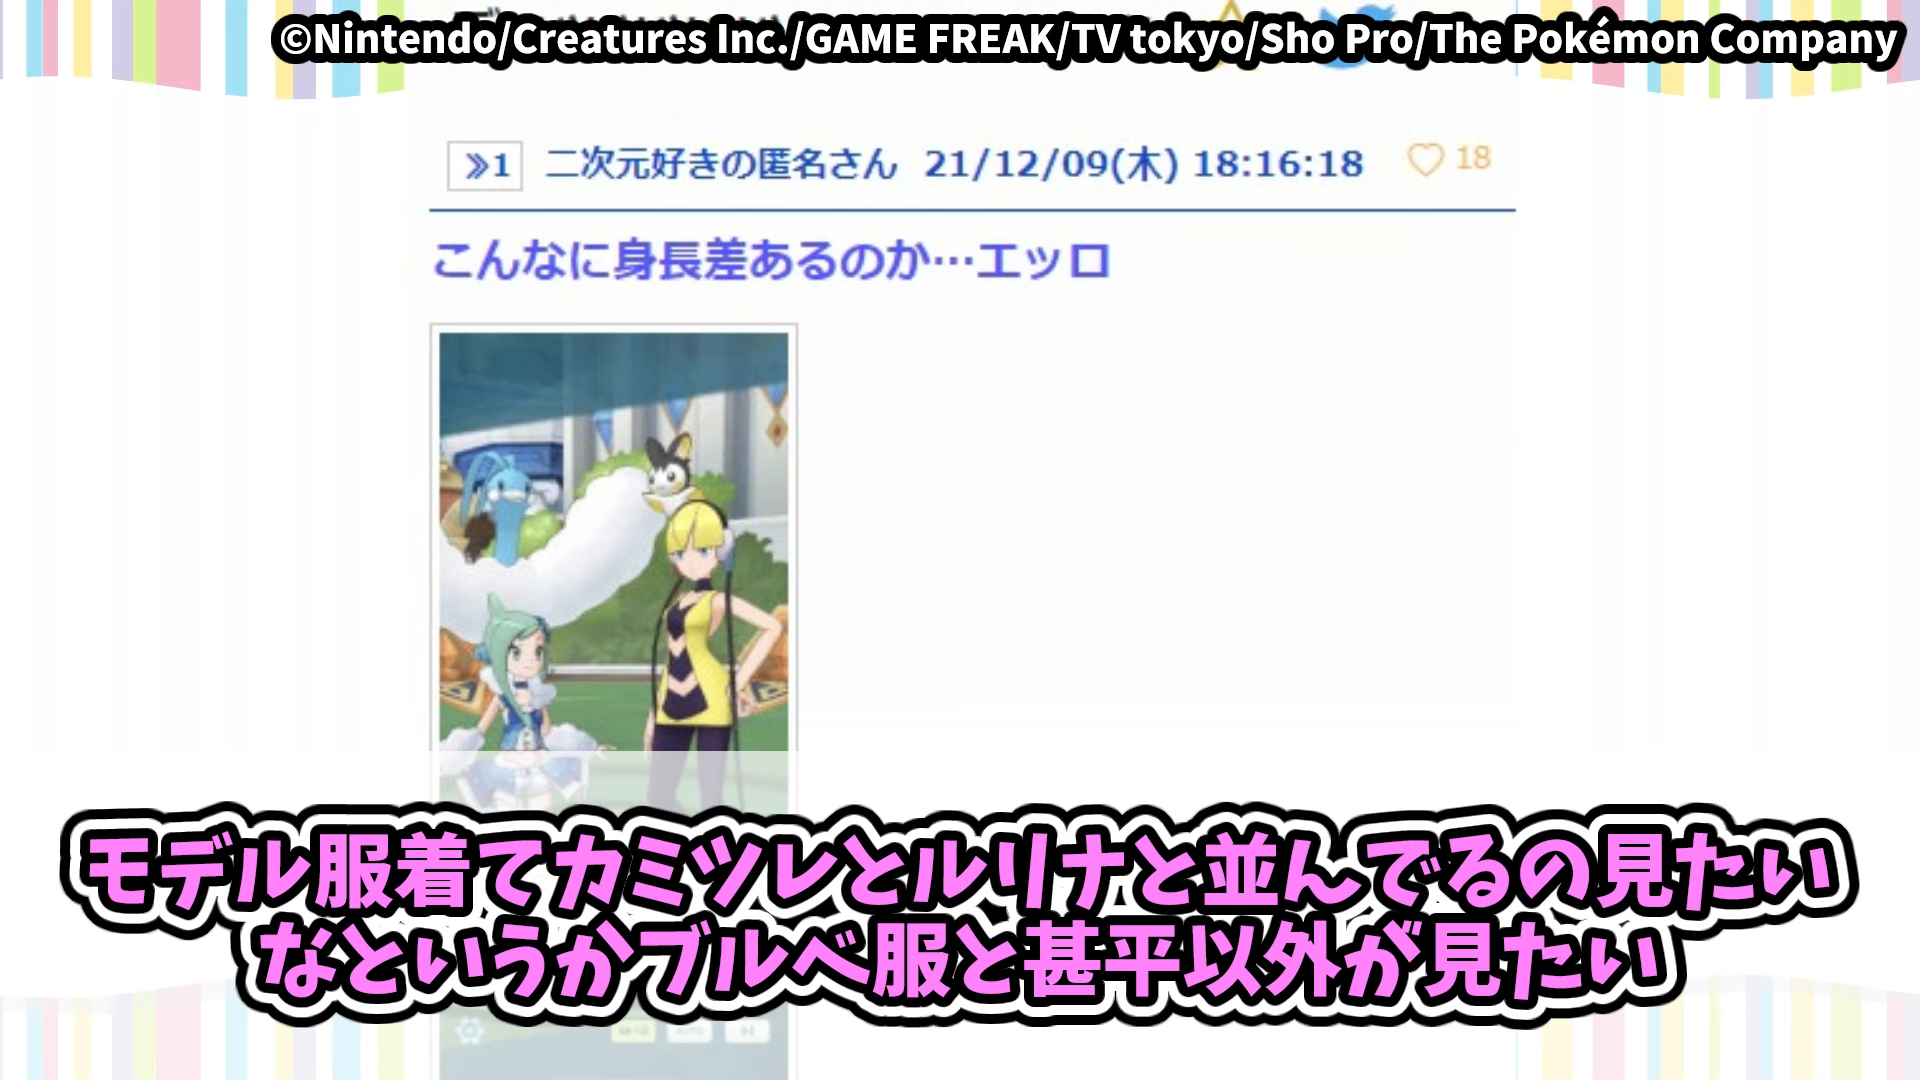 ©Nintendo/Creatures Inc./GAME FREAK/TV tokyo/Sho Pro/The Pokémon Company
≫1 二次元好きの匿名さん 21/12/09(木) 18:16:18 ♡ 18
こんなに身長差あるのか…エッロ
モデル服着てカミツレとルリナと並んでるの見たい
なというかブルベ服と甚平以外が見たい